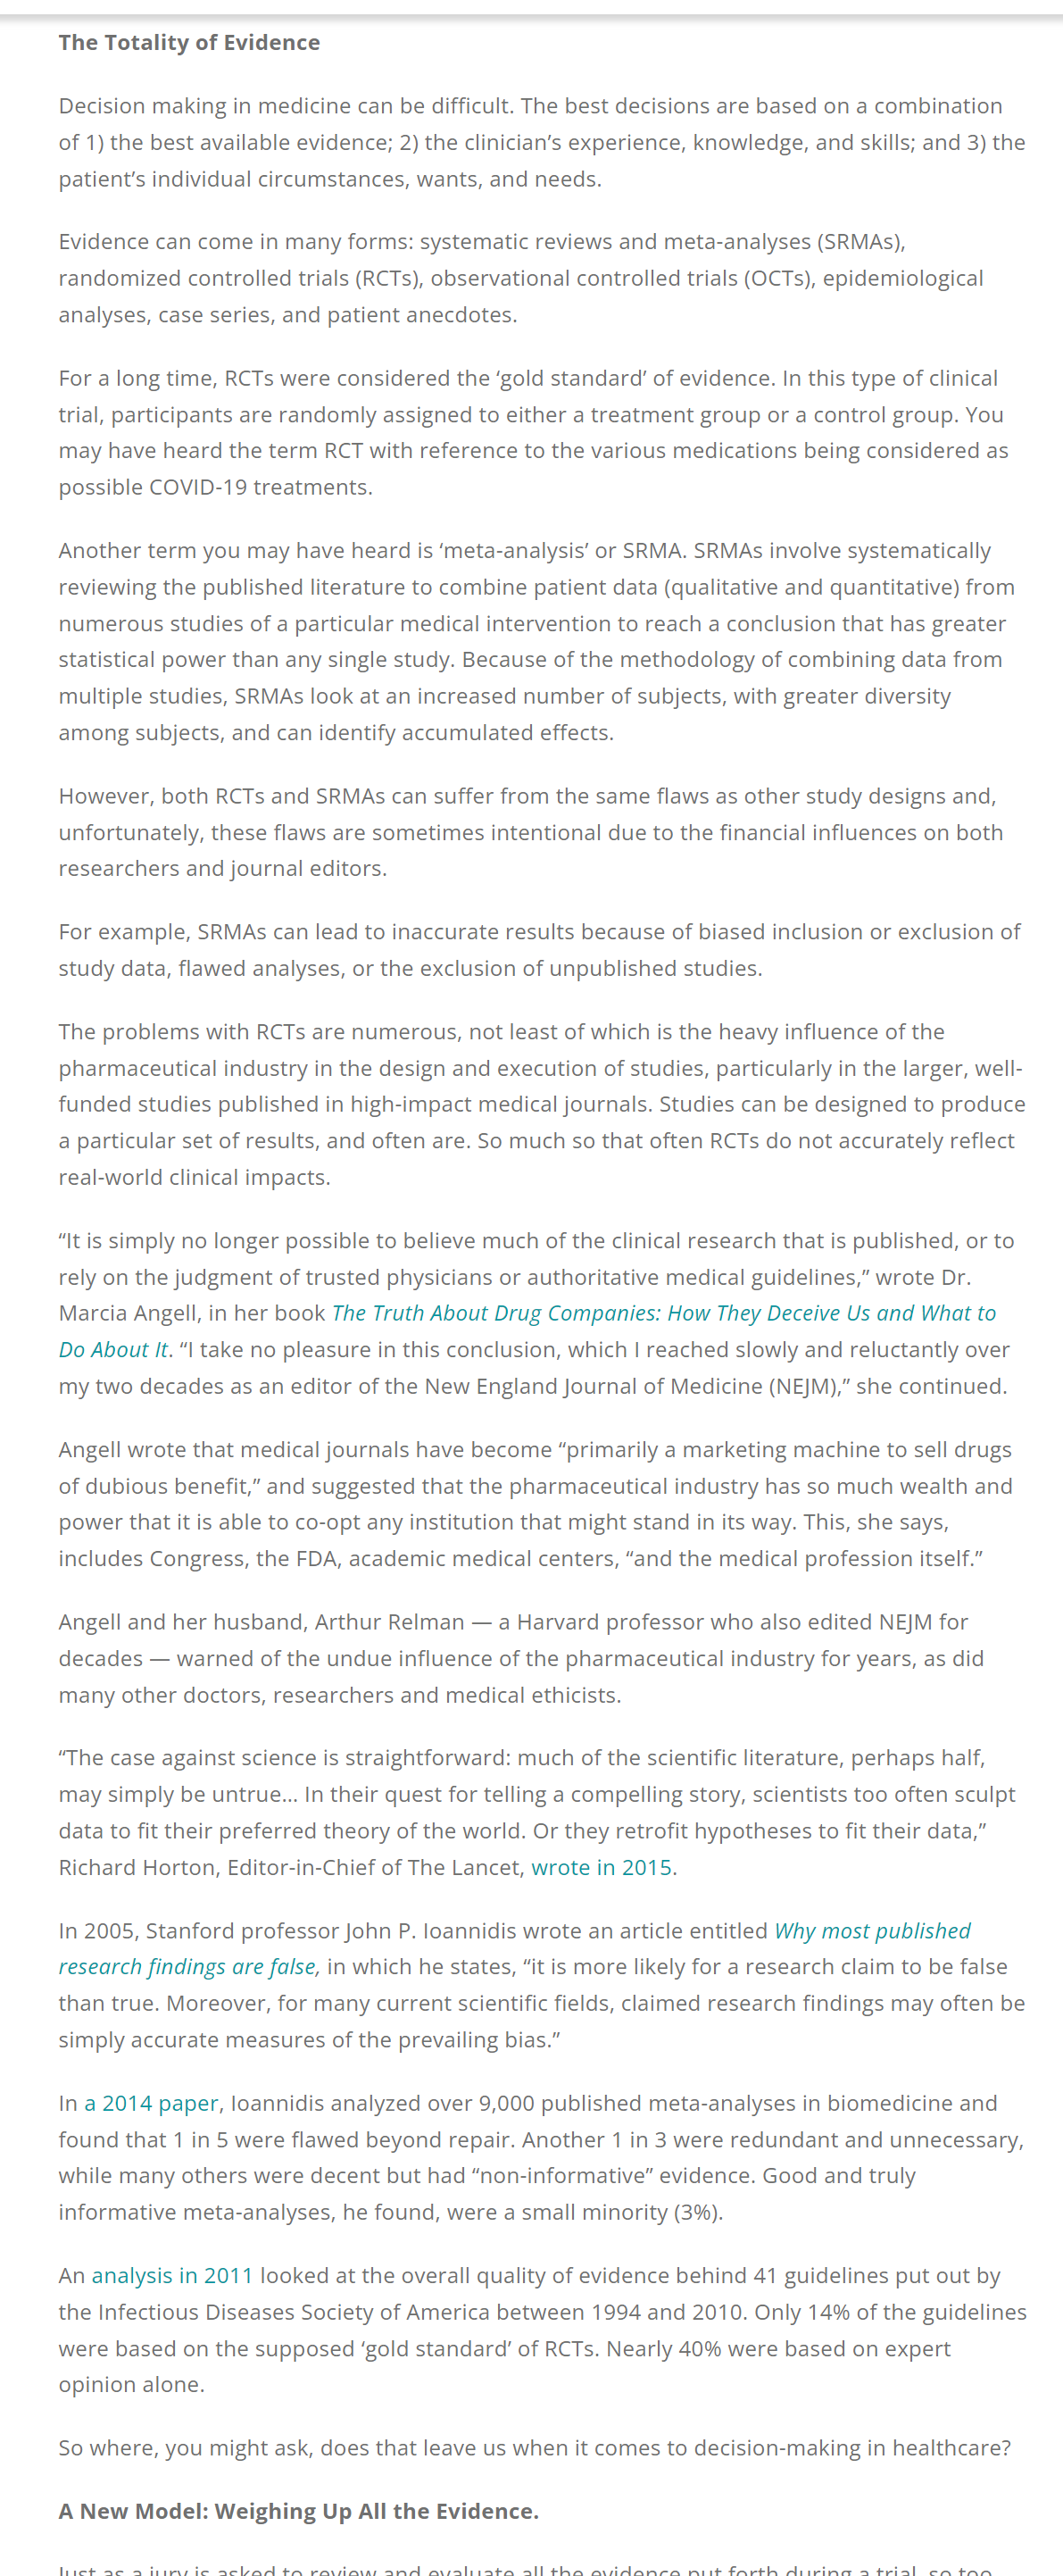 The Totality of Evidence
Decision making in medicine can be difficult. The best decisions are based on a combination
of 1) the best available evidence; 2) the clinician’s experience, knowledge, and skills; and 3) the
patient’s individual circumstances, wants, and needs.
Evidence can come in many forms: systematic reviews and meta-analyses (SRMAs),
randomized controlled trials (RCTs), observational controlled trials (OCTs), epidemiological
analyses, case series, and patient anecdotes.
For a long time, RCTs were considered the ‘gold standard’ of evidence. In this type of clinical
trial, participants are randomly assigned to either a treatment group or a control group. You
may have heard the term RCT with reference to the various medications being considered as
possible COVID-19 treatments.
Another term you may have heard is ‘meta-analysis’ or SRMA. SRMAs involve systematically
reviewing the published literature to combine patient data (qualitative and quantitative) from
numerous studies of a particular medical intervention to reach a conclusion that has greater
statistical power than any single study. Because of the methodology of combining data from
multiple studies, SRMAs look at an increased number of subjects, with greater diversity
among subjects, and can identify accumulated effects.
However, both RCTs and SRMAs can suffer from the same flaws as other study designs and,
unfortunately, these flaws are sometimes intentional due to the financial influences on both
researchers and journal editors.
For example, SRMAs can lead to inaccurate results because of biased inclusion or exclusion of
study data, flawed analyses, or the exclusion of unpublished studies.
The problems with RCTs are numerous, not least of which is the heavy influence of the
pharmaceutical industry in the design and execution of studies, particularly in the larger, well-
funded studies published in high-impact medical journals. Studies can be designed to produce
a particular set of results, and often are. So much so that often RCTs do not accurately reflect
real-world clinical impacts.
“It is simply no longer possible to believe much of the clinical research that is published, or to
rely on the judgment of trusted physicians or authoritative medical guidelines,” wrote Dr.
Marcia Angell, in her book The Truth About Drug Companies: How They Deceive Us and What to
Do About It. “I take no pleasure in this conclusion, which I reached slowly and reluctantly over
my two decades as an editor of the New England Journal of Medicine (NEJM),” she continued.
Angell wrote that medical journals have become “primarily a marketing machine to sell drugs
of dubious benefit,” and suggested that the pharmaceutical industry has so much wealth and
power that it is able to co-opt any institution that might stand in its way. This, she says,
includes Congress, the FDA, academic medical centers, “and the medical profession itself.”
Angell and her husband, Arthur Relman — a Harvard professor who also edited NEJM for
decades — warned of the undue influence of the pharmaceutical industry for years, as did
many other doctors, researchers and medical ethicists.
“The case against science is straightforward: much of the scientific literature, perhaps half,
may simply be untrue… In their quest for telling a compelling story, scientists too often sculpt
data to fit their preferred theory of the world. Or they retrofit hypotheses to fit their data,”
Richard Horton, Editor-in-Chief of The Lancet, wrote in 2015.
In 2005, Stanford professor John P. Ioannidis wrote an article entitled Why most published
research findings are false, in which he states, “it is more likely for a research claim to be false
than true. Moreover, for many current scientific fields, claimed research findings may often be
simply accurate measures of the prevailing bias.”
In a 2014 paper, Ioannidis analyzed over 9,000 published meta-analyses in biomedicine and
found that 1 in 5 were flawed beyond repair. Another 1 in 3 were redundant and unnecessary,
while many others were decent but had “non-informative” evidence. Good and truly
informative meta-analyses, he found, were a small minority (3%).
An analysis in 2011 looked at the overall quality of evidence behind 41 guidelines put out by
the Infectious Diseases Society of America between 1994 and 2010. Only 14% of the guidelines
were based on the supposed ‘gold standard’ of RCTs. Nearly 40% were based on expert
opinion alone.
So where, you might ask, does that leave us when it comes to decision-making in healthcare?
A New Model: Weighing Up All the Evidence.
Just as a jury is asked to review and evaluate all the evidence put forth during a trial, so too